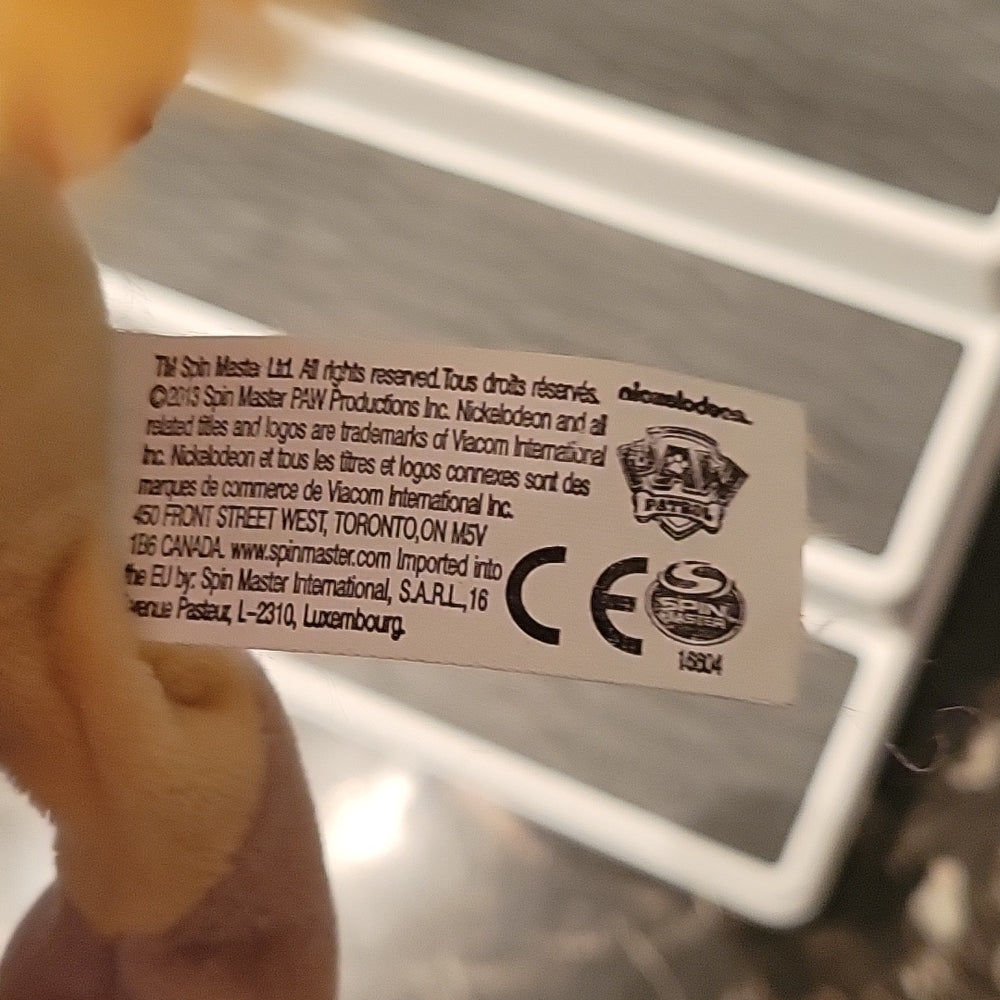 TM Spin Master Ltd. All rights reserved. Tous droits réservés.
©2013 Spin Master PAW Productions Inc. Nickelodeon and all
related titles and logos are trademarks of Viacom International
Inc. Nickelodeon et tous les titres et logos connexes sont des
marques de commerce de Viacom International Inc.
450 FRONT STREET WEST, TORONTO,ON M5V
1B6 CANADA. www.spinmaster.com Imported into
the EU by: Spin Master International, S.A.R.L., 16
Avenue Pasteur, L-2310, Luxembourg.
nickelodeon
PAW
PATROL
CE
SPIN
MASTER